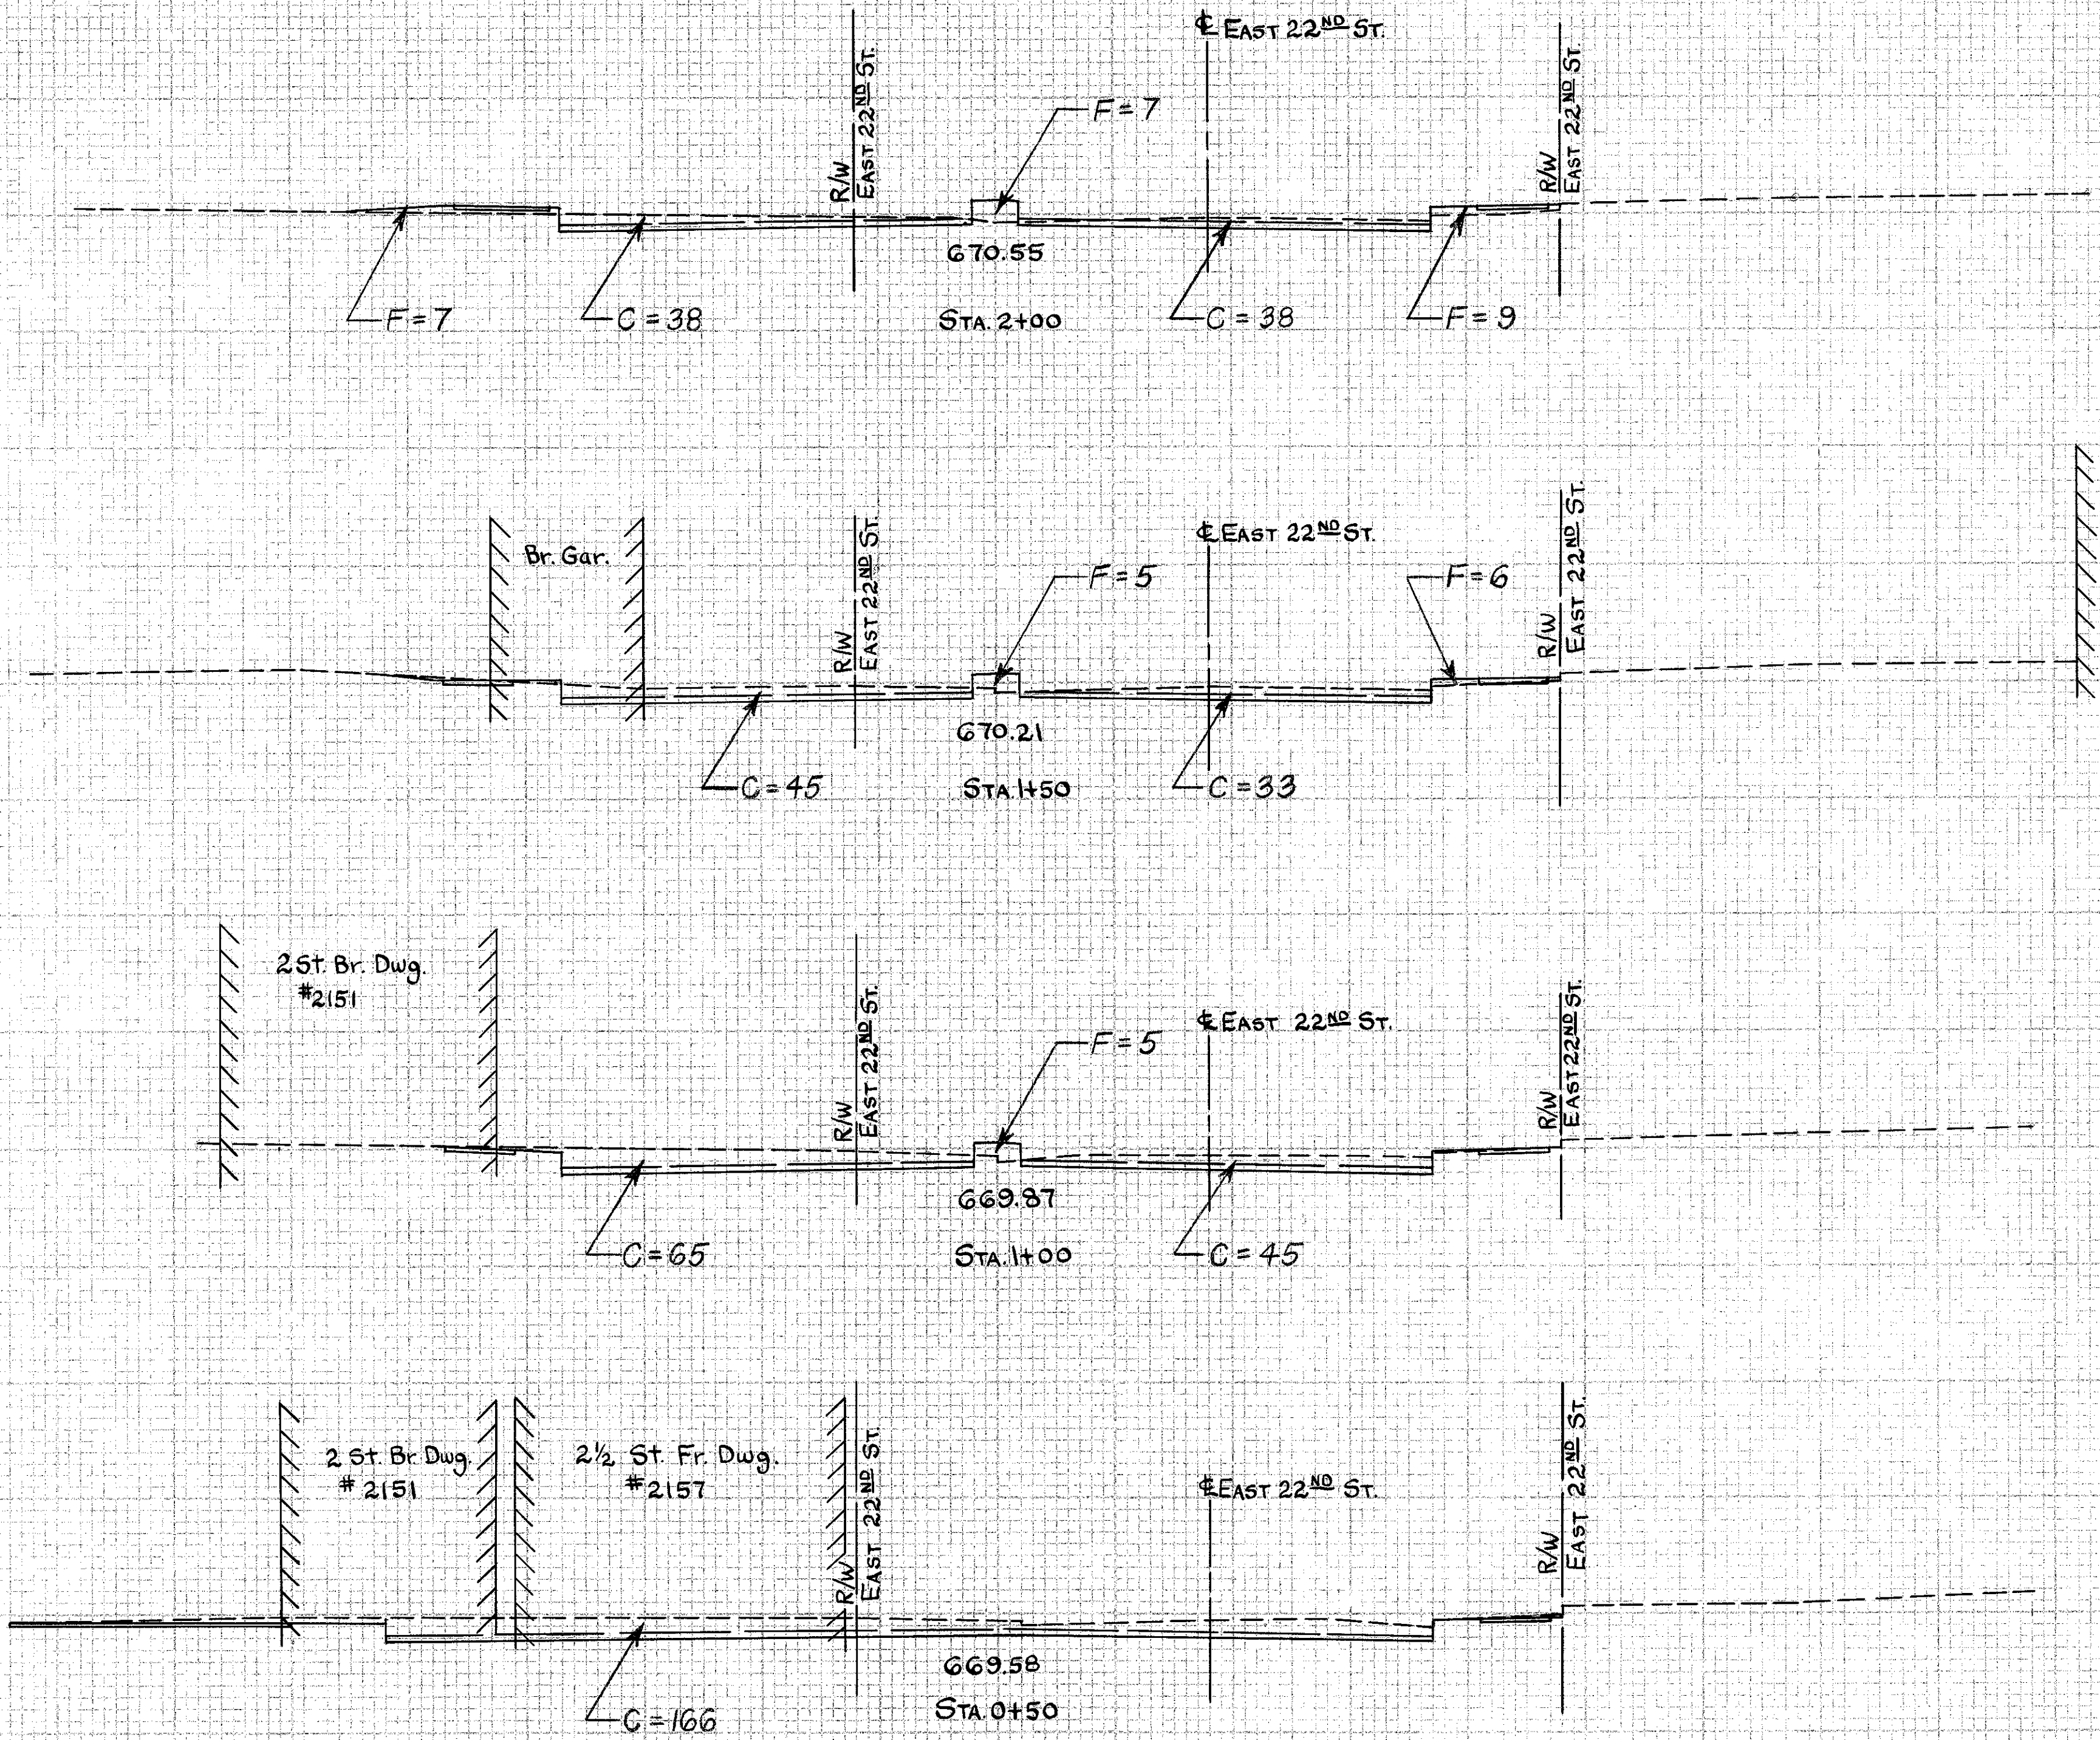 ℄ EAST 22ND ST.
R/W
EAST 22ND ST.
R/W
EAST 22ND ST.
F=7
670.55
F=7
C=38
STA. 2+00
C=38
F=9
Br. Gar.
R/W
EAST 22ND ST.
℄ EAST 22ND ST.
R/W
EAST 22ND ST.
F=5
F=6
670.21
C=45
STA. 1+50
C=33
2 St. Br. Dwg.
#2151
R/W
EAST 22ND ST.
℄ EAST 22ND ST.
R/W
EAST 22ND ST.
F=5
669.87
C=65
STA. 1+00
C=45
2 St. Br. Dwg.
# 2151
2½ St. Fr. Dwg.
#2157
R/W
EAST 22ND ST.
℄ EAST 22ND ST.
R/W
EAST 22ND ST.
669.58
C=166
STA. 0+50